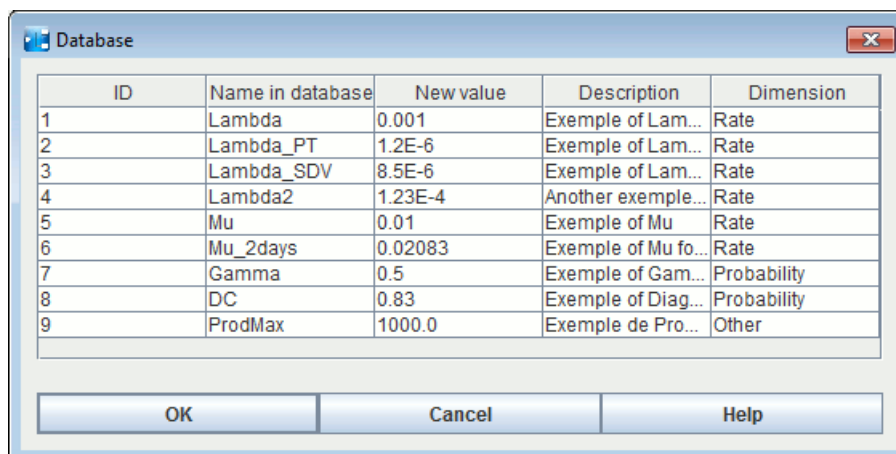 Database
ID Name in database New value Description Dimension
1 Lambda 0.001 Exemple of Lam... Rate
2 Lambda_PT 1.2E-6 Exemple of Lam... Rate
3 Lambda_SDV 8.5E-6 Exemple of Lam... Rate
4 Lambda2 1.23E-4 Another exemple... Rate
5 Mu 0.01 Exemple of Mu Rate
6 Mu_2days 0.02083 Exemple of Mu fo... Rate
7 Gamma 0.5 Exemple of Gam... Probability
8 DC 0.83 Exemple of Diag... Probability
9 ProdMax 1000.0 Exemple de Pro... Other
OK Cancel Help